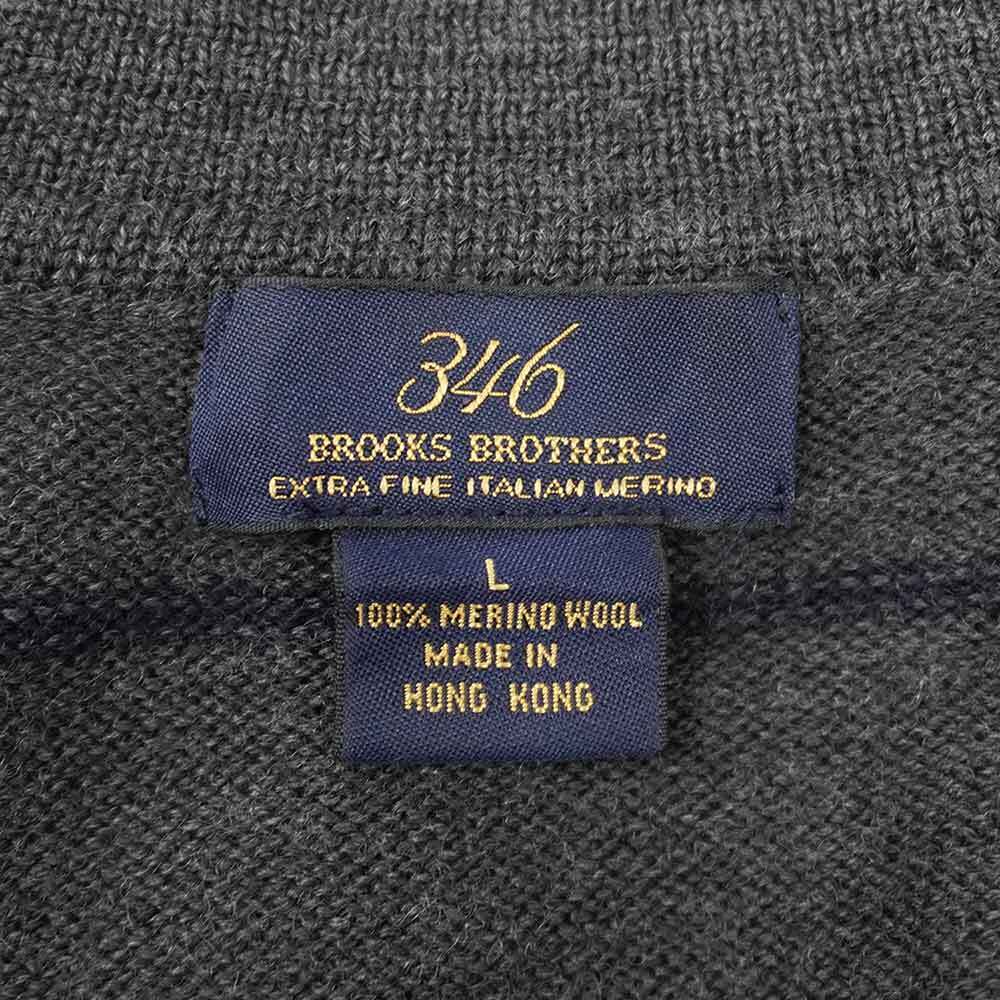 346
BROOKS BROTHERS
EXTRA FINE ITALIAN MERINO
L
100% MERINO WOOL
MADE IN
HONG KONG